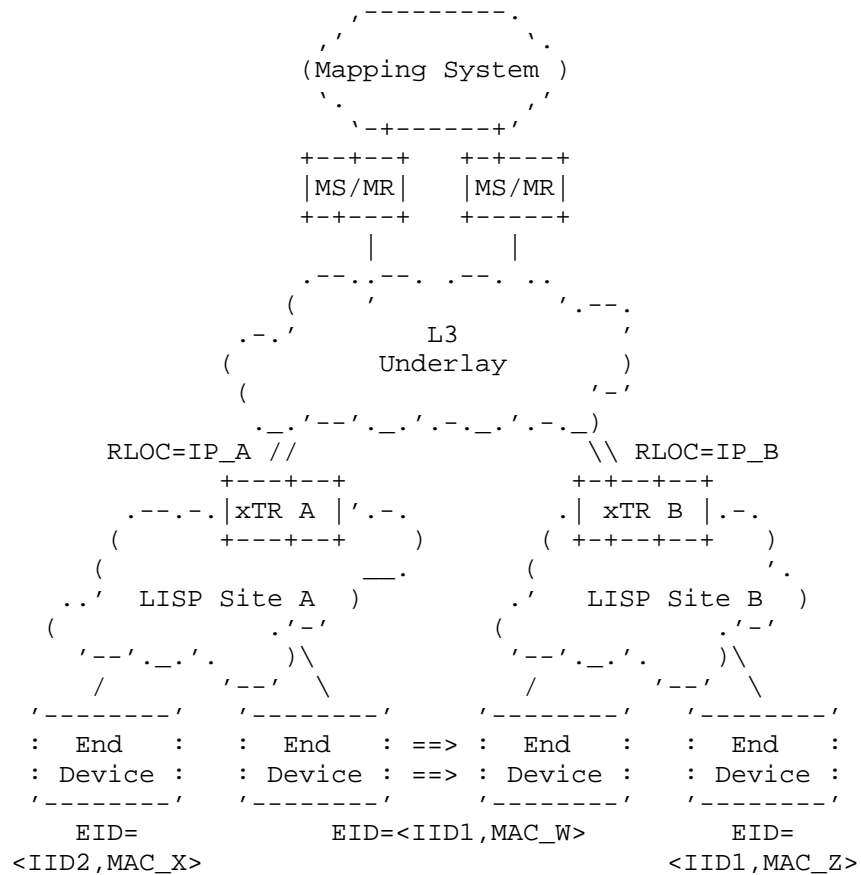 (Mapping System )
|MS/MR| |MS/MR|
L3
Underlay
RLOC=IP_A // \\ RLOC=IP_B
|xTR A | | xTR B |
LISP Site A ) LISP Site B )
: End : : End : ==> : End : : End :
: Device : : Device : ==> : Device : : Device :
EID= EID=<IID1,MAC_W> EID=
<IID2,MAC_X> <IID1,MAC_Z>